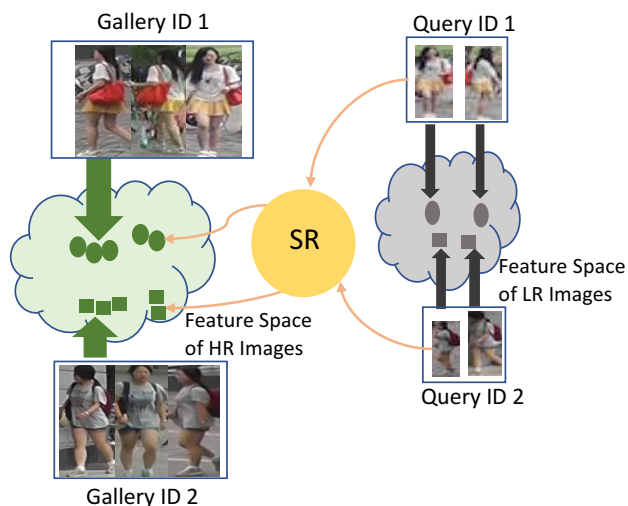 Gallery ID 1
Query ID 1
SR
Feature Space
of LR Images
Feature Space
of HR Images
Query ID 2
Gallery ID 2